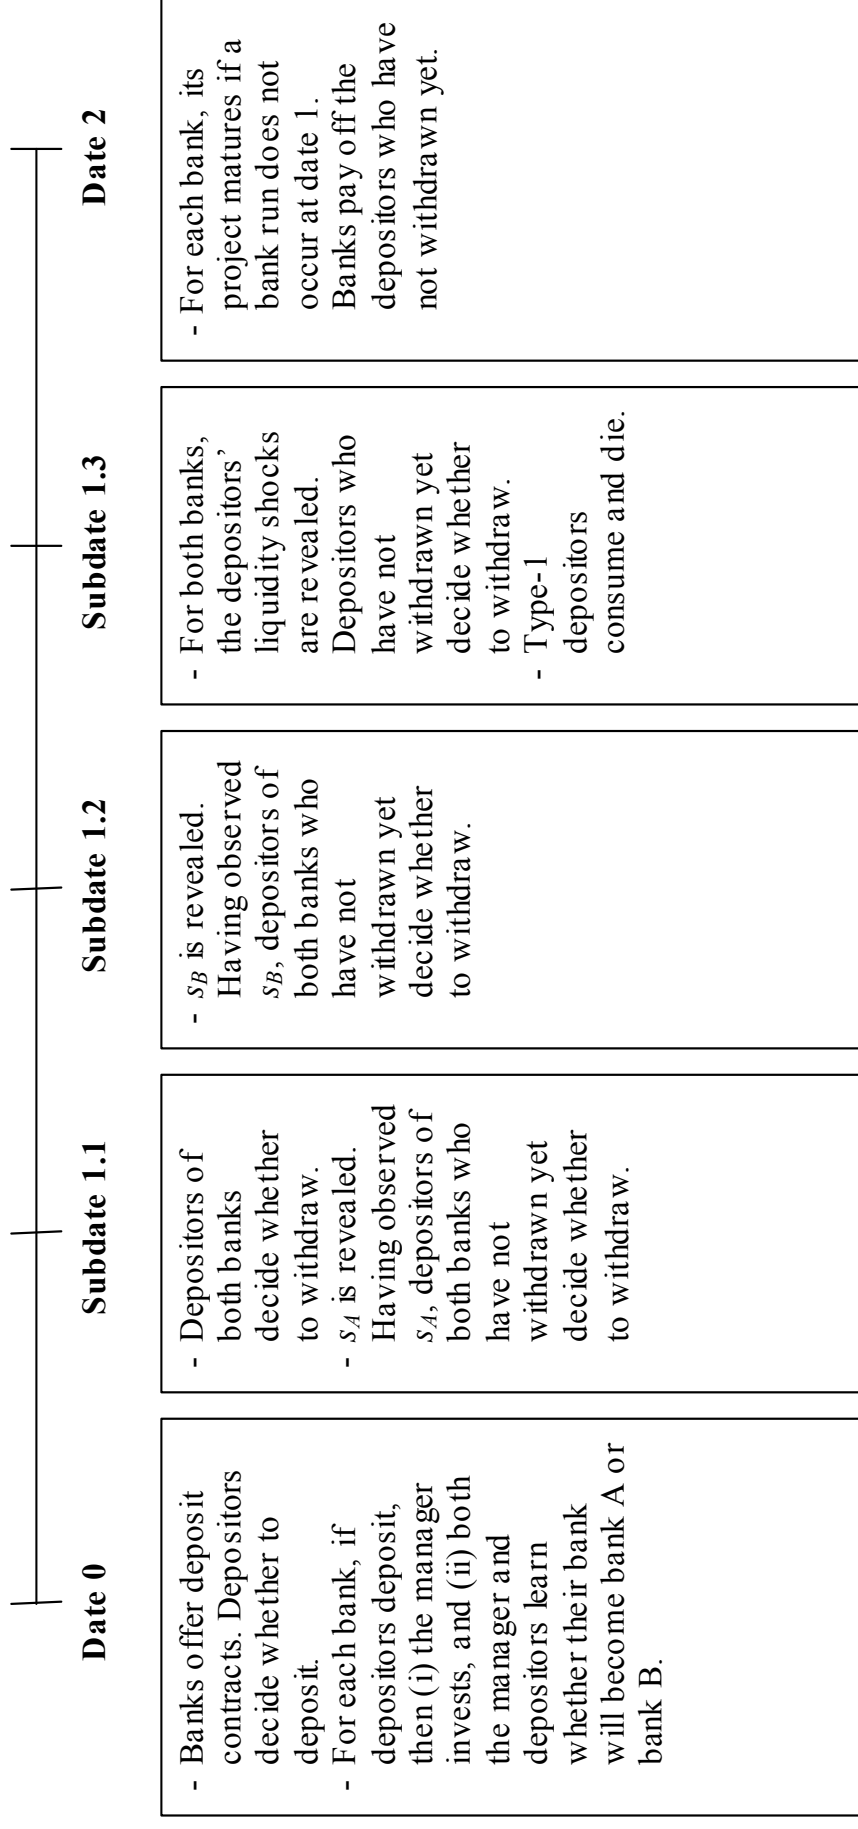 Date 0
- Banks offer deposit
contracts. Depositors
decide whether to
deposit.
- For each bank, if
depositors deposit,
then (i) the manager
invests, and (ii) both
the manager and
depositors learn
whether their bank
will become bank A or
bank B.
Subdate 1.1
- Depositors of
both banks
decide whether
to withdraw.
- sA is revealed.
Having observed
sA, depositors of
both banks who
have not
withdrawn yet
decide whether
to withdraw.
Subdate 1.2
- sB is revealed.
Having observed
sB, depositors of
both banks who
have not
withdrawn yet
decide whether
to withdraw.
Subdate 1.3
- For both banks,
the depositors’
liquidity shocks
are revealed.
Depositors who
have not
withdrawn yet
decide whether
to withdraw.
- Type-1
depositors
consume and die.
Date 2
- For each bank, its
project matures if a
bank run does not
occur at date 1.
Banks pay off the
depositors who have
not withdrawn yet.